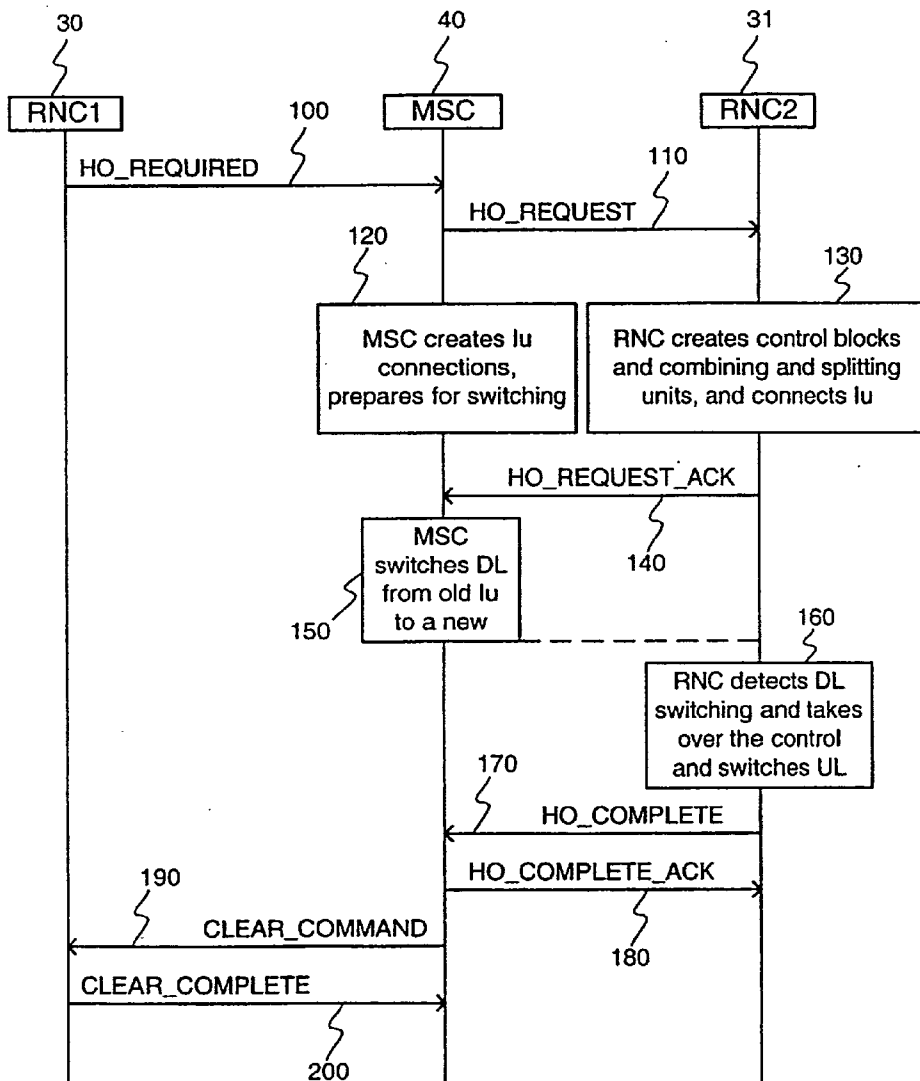 30
40
31
RNC1
MSC
RNC2
100
HO_REQUIRED
110
HO_REQUEST
120
130
MSC creates Iu
connections,
prepares for switching
RNC creates control blocks
and combining and splitting
units, and connects Iu
HO_REQUEST_ACK
140
MSC
switches DL
from old Iu
to a new
150
160
RNC detects DL
switching and takes
over the control
and switches UL
170
HO_COMPLETE
HO_COMPLETE_ACK
180
190
CLEAR_COMMAND
CLEAR_COMPLETE
200